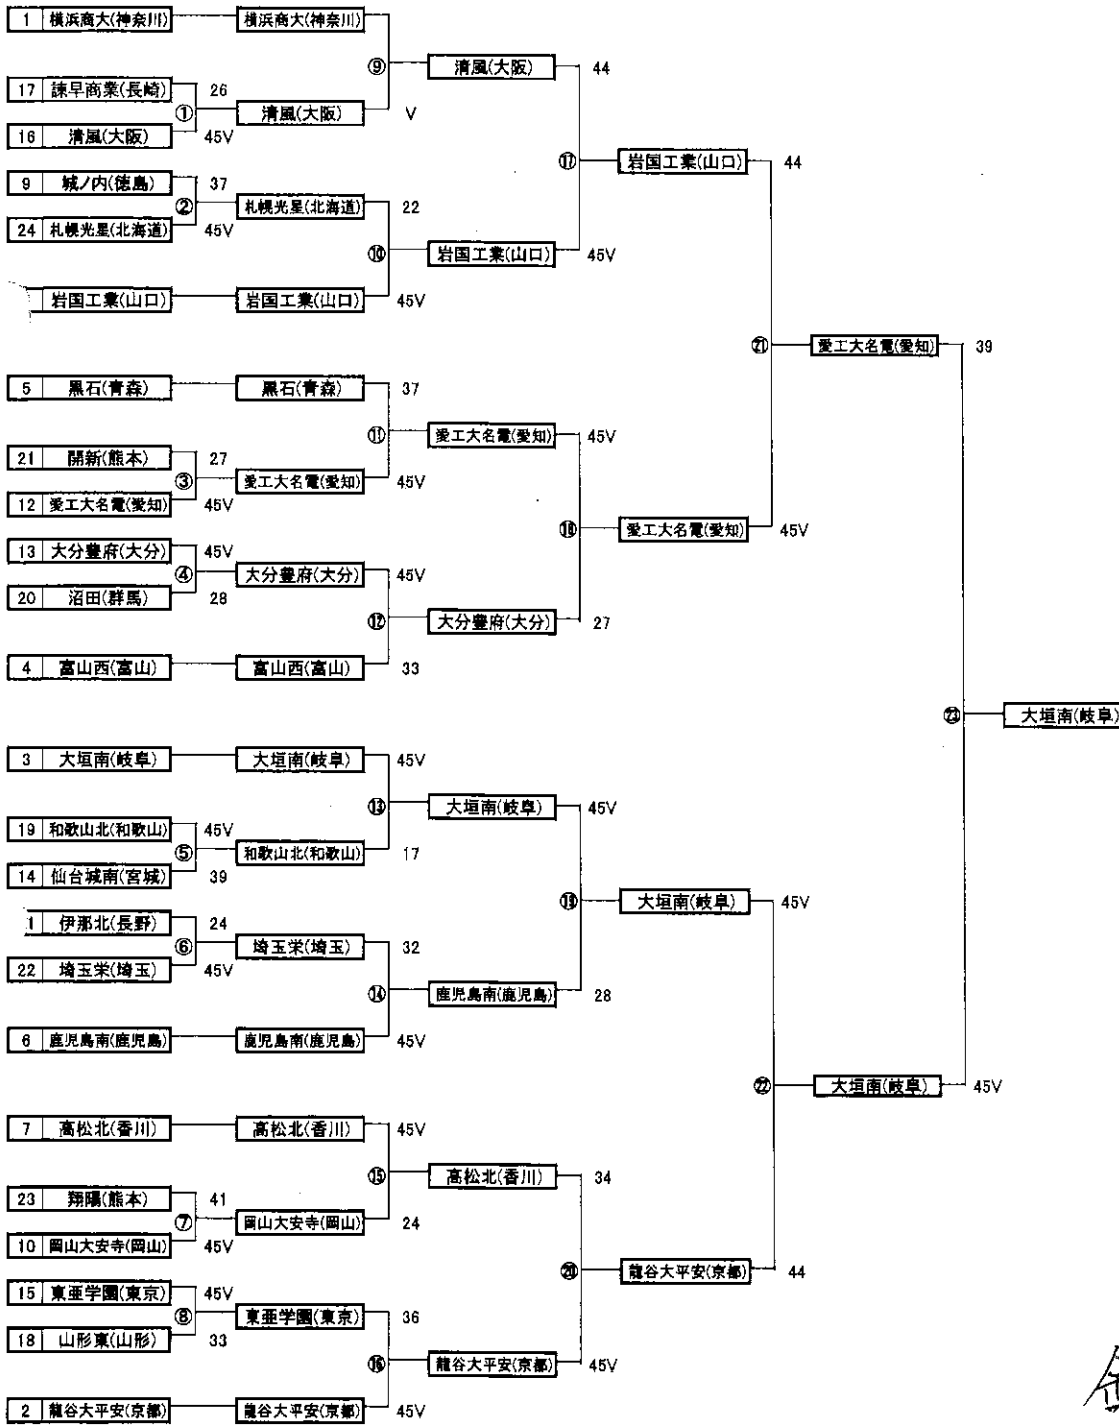 1 横浜商大(神奈川) 横浜商大(神奈川)
⑨ 清風(大阪) 44
17 諫早商業(長崎) 26
① 清風(大阪) V
16 清風(大阪) 45V
⑰ 岩国工業(山口) 44
9 城ノ内(徳島) 37
② 札幌光星(北海道) 22
24 札幌光星(北海道) 45V
⑩ 岩国工業(山口) 45V
岩国工業(山口) 岩国工業(山口) 45V
㉑ 愛工大名電(愛知) 39
5 黒石(青森) 黒石(青森) 37
⑪ 愛工大名電(愛知) 45V
21 開新(熊本) 27
③ 愛工大名電(愛知) 45V
12 愛工大名電(愛知) 45V
⑱ 愛工大名電(愛知) 45V
13 大分豊府(大分) 45V
④ 大分豊府(大分) 45V
20 沼田(群馬) 28
⑫ 大分豊府(大分) 27
4 富山西(富山) 富山西(富山) 33
㉓ 大垣南(岐阜)
3 大垣南(岐阜) 大垣南(岐阜) 45V
⑬ 大垣南(岐阜) 45V
19 和歌山北(和歌山) 45V
⑤ 和歌山北(和歌山) 17
14 仙台城南(宮城) 39
⑲ 大垣南(岐阜) 45V
1 伊那北(長野) 24
⑥ 埼玉栄(埼玉) 32
22 埼玉栄(埼玉) 45V
⑭ 鹿児島南(鹿児島) 28
6 鹿児島南(鹿児島) 鹿児島南(鹿児島) 45V
㉒ 大垣南(岐阜) 45V
7 高松北(香川) 高松北(香川) 45V
⑮ 高松北(香川) 34
23 翔陽(熊本) 41
⑦ 岡山大安寺(岡山) 24
10 岡山大安寺(岡山) 45V
⑳ 龍谷大平安(京都) 44
15 東亜学園(東京) 45V
⑧ 東亜学園(東京) 36
18 山形東(山形) 33
⑯ 龍谷大平安(京都) 45V
2 龍谷大平安(京都) 龍谷大平安(京都) 45V